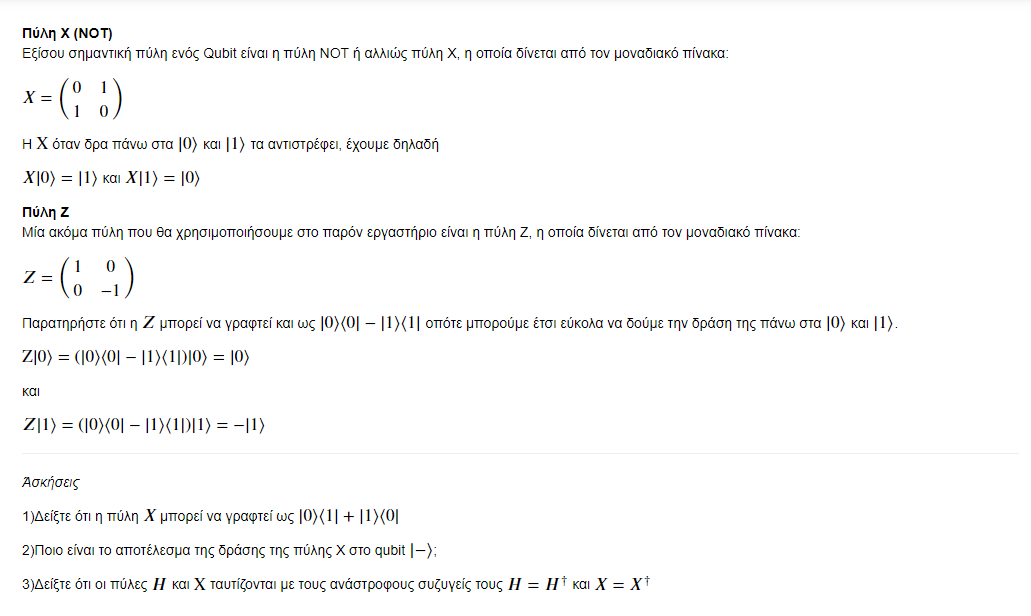 Πύλη X (NOT)
Εξίσου σημαντική πύλη ενός Qubit είναι η πύλη NOT ή αλλιώς πύλη X, η οποία δίνεται από τον μοναδιακό πίνακα:
X = ( 0 1
1 0 )
Η X όταν δρα πάνω στα |0⟩ και |1⟩ τα αντιστρέφει, έχουμε δηλαδή
X|0⟩ = |1⟩ και X|1⟩ = |0⟩
Πύλη Z
Μία ακόμα πύλη που θα χρησιμοποιήσουμε στο παρόν εργαστήριο είναι η πύλη Z, η οποία δίνεται από τον μοναδιακό πίνακα:
Z = ( 1 0
0 −1 )
Παρατηρήστε ότι η Z μπορεί να γραφτεί και ως |0⟩⟨0| − |1⟩⟨1| οπότε μπορούμε έτσι εύκολα να δούμε την δράση της πάνω στα |0⟩ και |1⟩.
Z|0⟩ = (|0⟩⟨0| − |1⟩⟨1|)|0⟩ = |0⟩
και
Z|1⟩ = (|0⟩⟨0| − |1⟩⟨1|)|1⟩ = −|1⟩
Άσκήσεις
1)Δείξτε ότι η πύλη X μπορεί να γραφτεί ως |0⟩⟨1| + |1⟩⟨0|
2)Ποιο είναι το αποτέλεσμα της δράσης της πύλης X στο qubit |−⟩;
3)Δείξτε ότι οι πύλες H και X ταυτίζονται με τους ανάστροφους συζυγείς τους H = H† και X = X†